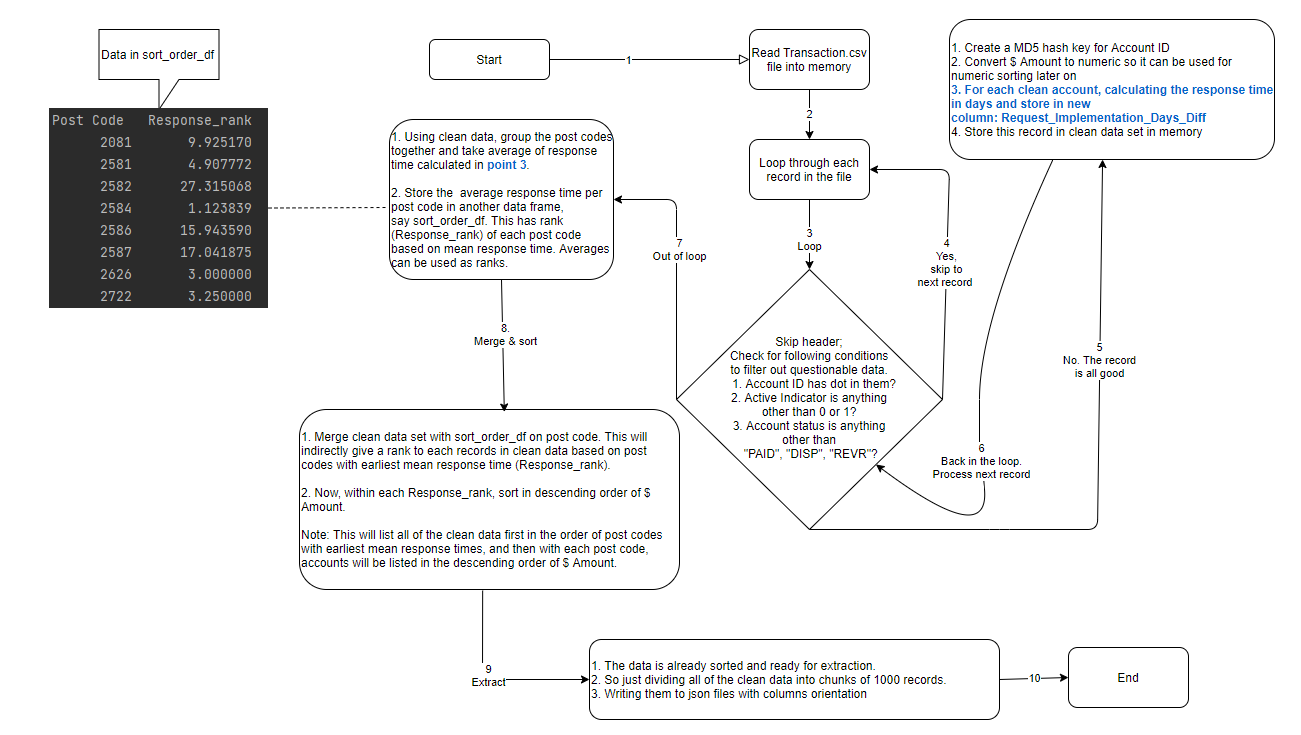 Data in sort_order_df
Post Code Response_rank
2081 9.925170
2581 4.907772
2582 27.315068
2584 1.123839
2586 15.943590
2587 17.041875
2626 3.000000
2722 3.250000
Start
1
Read Transaction.csv
file into memory
2
Loop through each
record in the file
3
Loop
Skip header;
Check for following conditions
to filter out questionable data.
1. Account ID has dot in them?
2. Active Indicator is anything
other than 0 or 1?
3. Account status is anything
other than
"PAID", "DISP", "REVR"?
4
Yes,
skip to
next record
5
No. The record
is all good
1. Create a MD5 hash key for Account ID
2. Convert $ Amount to numeric so it can be used for
numeric sorting later on
3. For each clean account, calculating the response time
in days and store in new
column: Request_Implementation_Days_Diff
4. Store this record in clean data set in memory
6
Back in the loop.
Process next record
7
Out of loop
1. Using clean data, group the post codes
together and take average of response
time calculated in point 3.
2. Store the average response time per
post code in another data frame,
say sort_order_df. This has rank
(Response_rank) of each post code
based on mean response time. Averages
can be used as ranks.
8.
Merge & sort
1. Merge clean data set with sort_order_df on post code. This will
indirectly give a rank to each records in clean data based on post
codes with earliest mean response time (Response_rank).
2. Now, within each Response_rank, sort in descending order of $
Amount.
Note: This will list all of the clean data first in the order of post codes
with earliest mean response times, and then with each post code,
accounts will be listed in the descending order of $ Amount.
9
Extract
1. The data is already sorted and ready for extraction.
2. So just dividing all of the clean data into chunks of 1000 records.
3. Writing them to json files with columns orientation
10
End